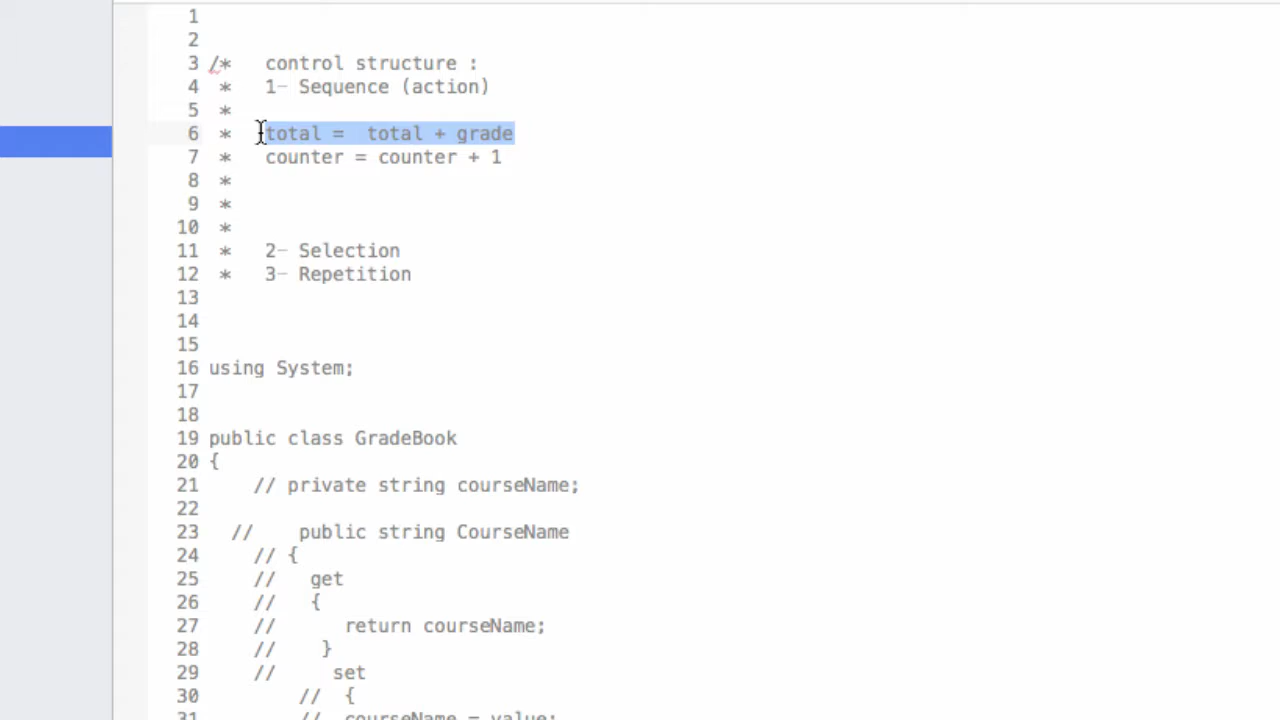 1
2
3 /* control structure :
4 * 1- Sequence (action)
5 *
6 * total = total + grade
7 * counter = counter + 1
8 *
9 *
10 *
11 * 2- Selection
12 * 3- Repetition
13
14
15
16 using System;
17
18
19 public class GradeBook
20 {
21 // private string courseName;
22
23 // public string CourseName
24 // {
25 // get
26 // {
27 // return courseName;
28 // }
29 // set
30 // {
31 // courseName = value;